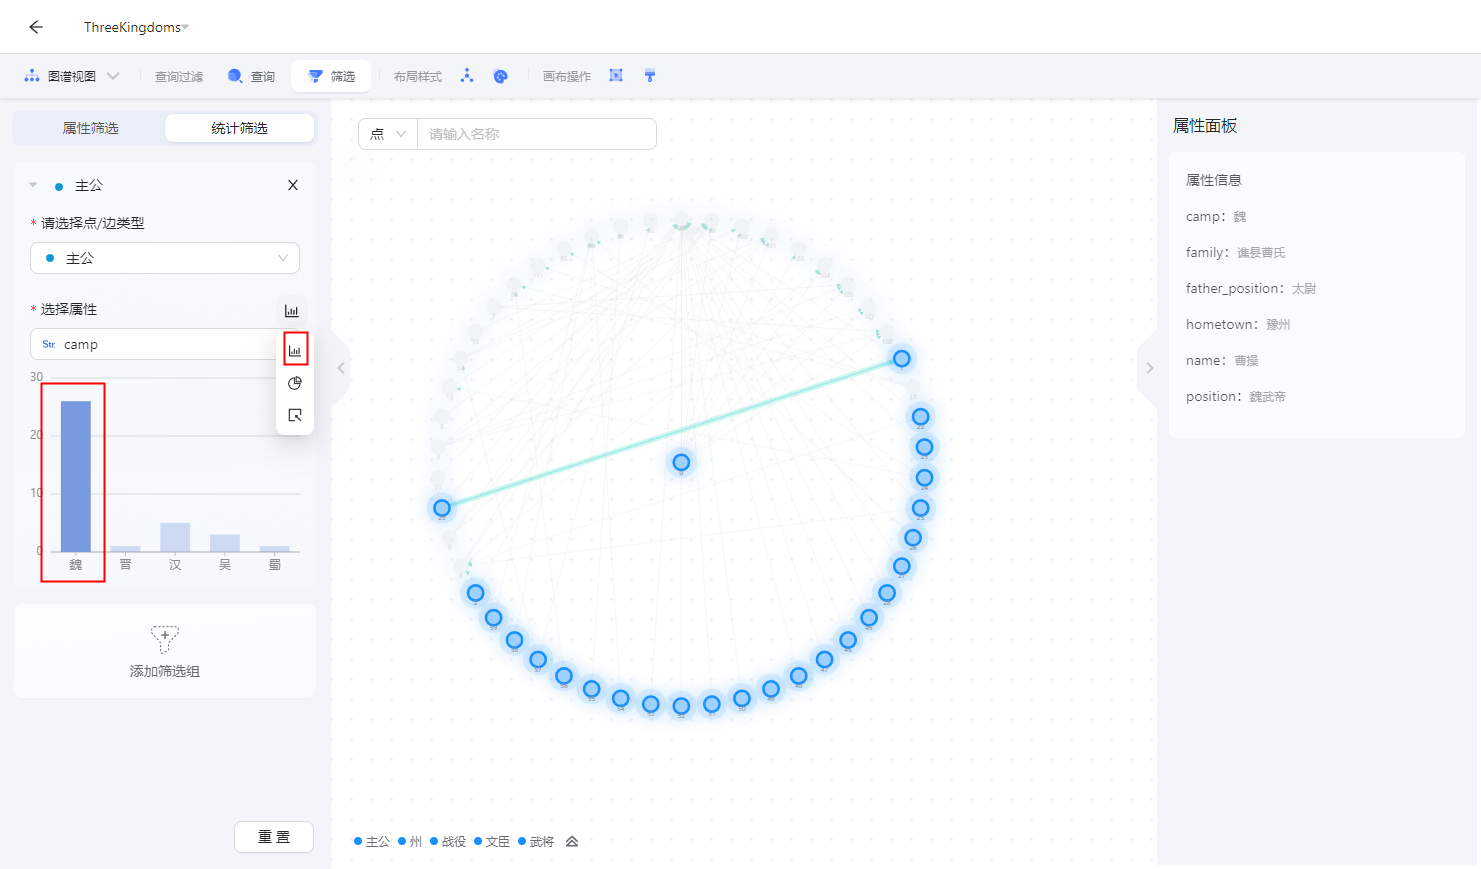 ThreeKingdoms
图谱视图
查询过滤
查询
筛选
布局样式
画布操作
属性筛选
统计筛选
主公
* 请选择点/边类型
主公
* 选择属性
Str. camp
30
20
10
0
魏 晋 汉 吴 蜀
添加筛选组
重 置
点
请输入名称
主公 州 战役 文臣 武将
属性面板
属性信息
camp: 魏
family: 谯县曹氏
father_position: 太尉
hometown: 豫州
name: 曹操
position: 魏武帝